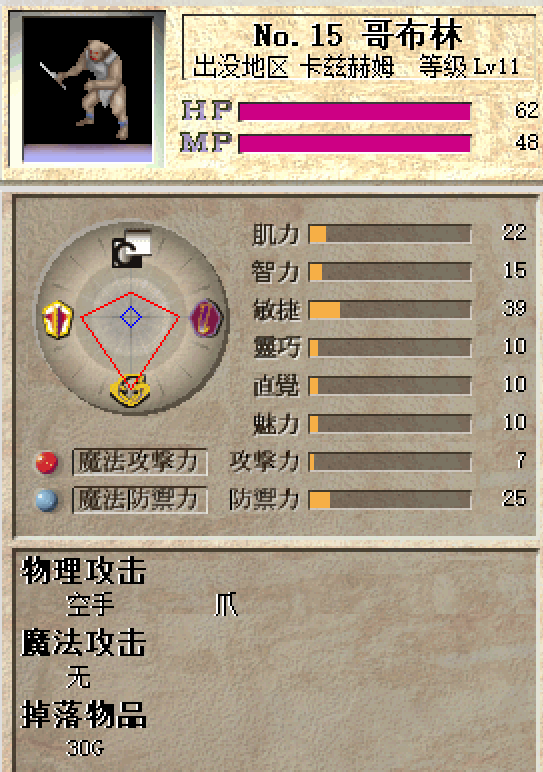 No.15 哥布林
出没地区 卡兹赫姆 等级 Lv11
HP 62
MP 48
肌力 22
智力 15
敏捷 39
靈巧 10
直覺 10
魅力 10
魔法攻擊力 攻擊力 7
魔法防禦力 防禦力 25
物理攻击
空手 爪
魔法攻击
无
掉落物品
30G